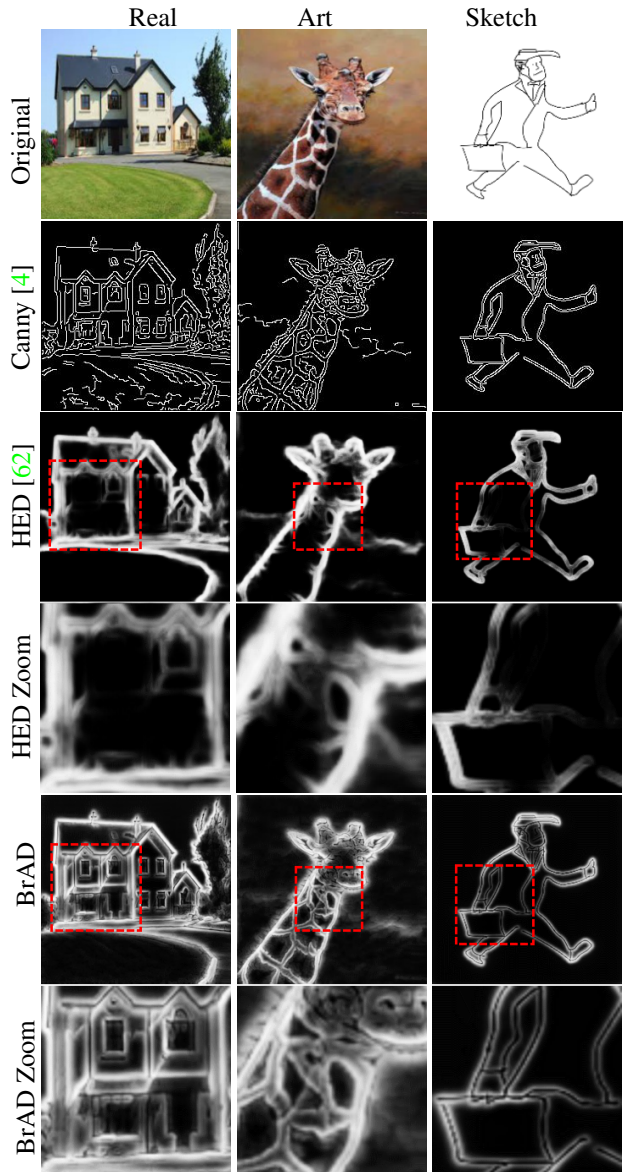 Real Art Sketch
Original
Canny [4]
HED [62]
HED Zoom
BrAD
BrAD Zoom